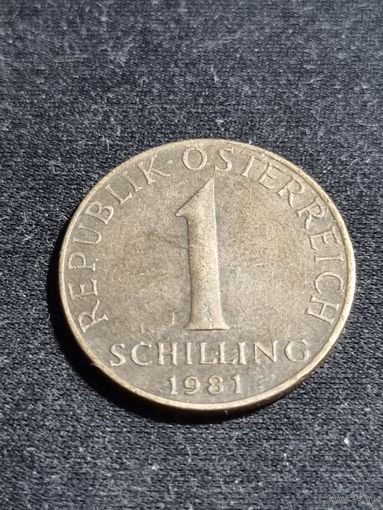 REPUBLIK·ÖSTERREICH
1
SCHILLING
1981